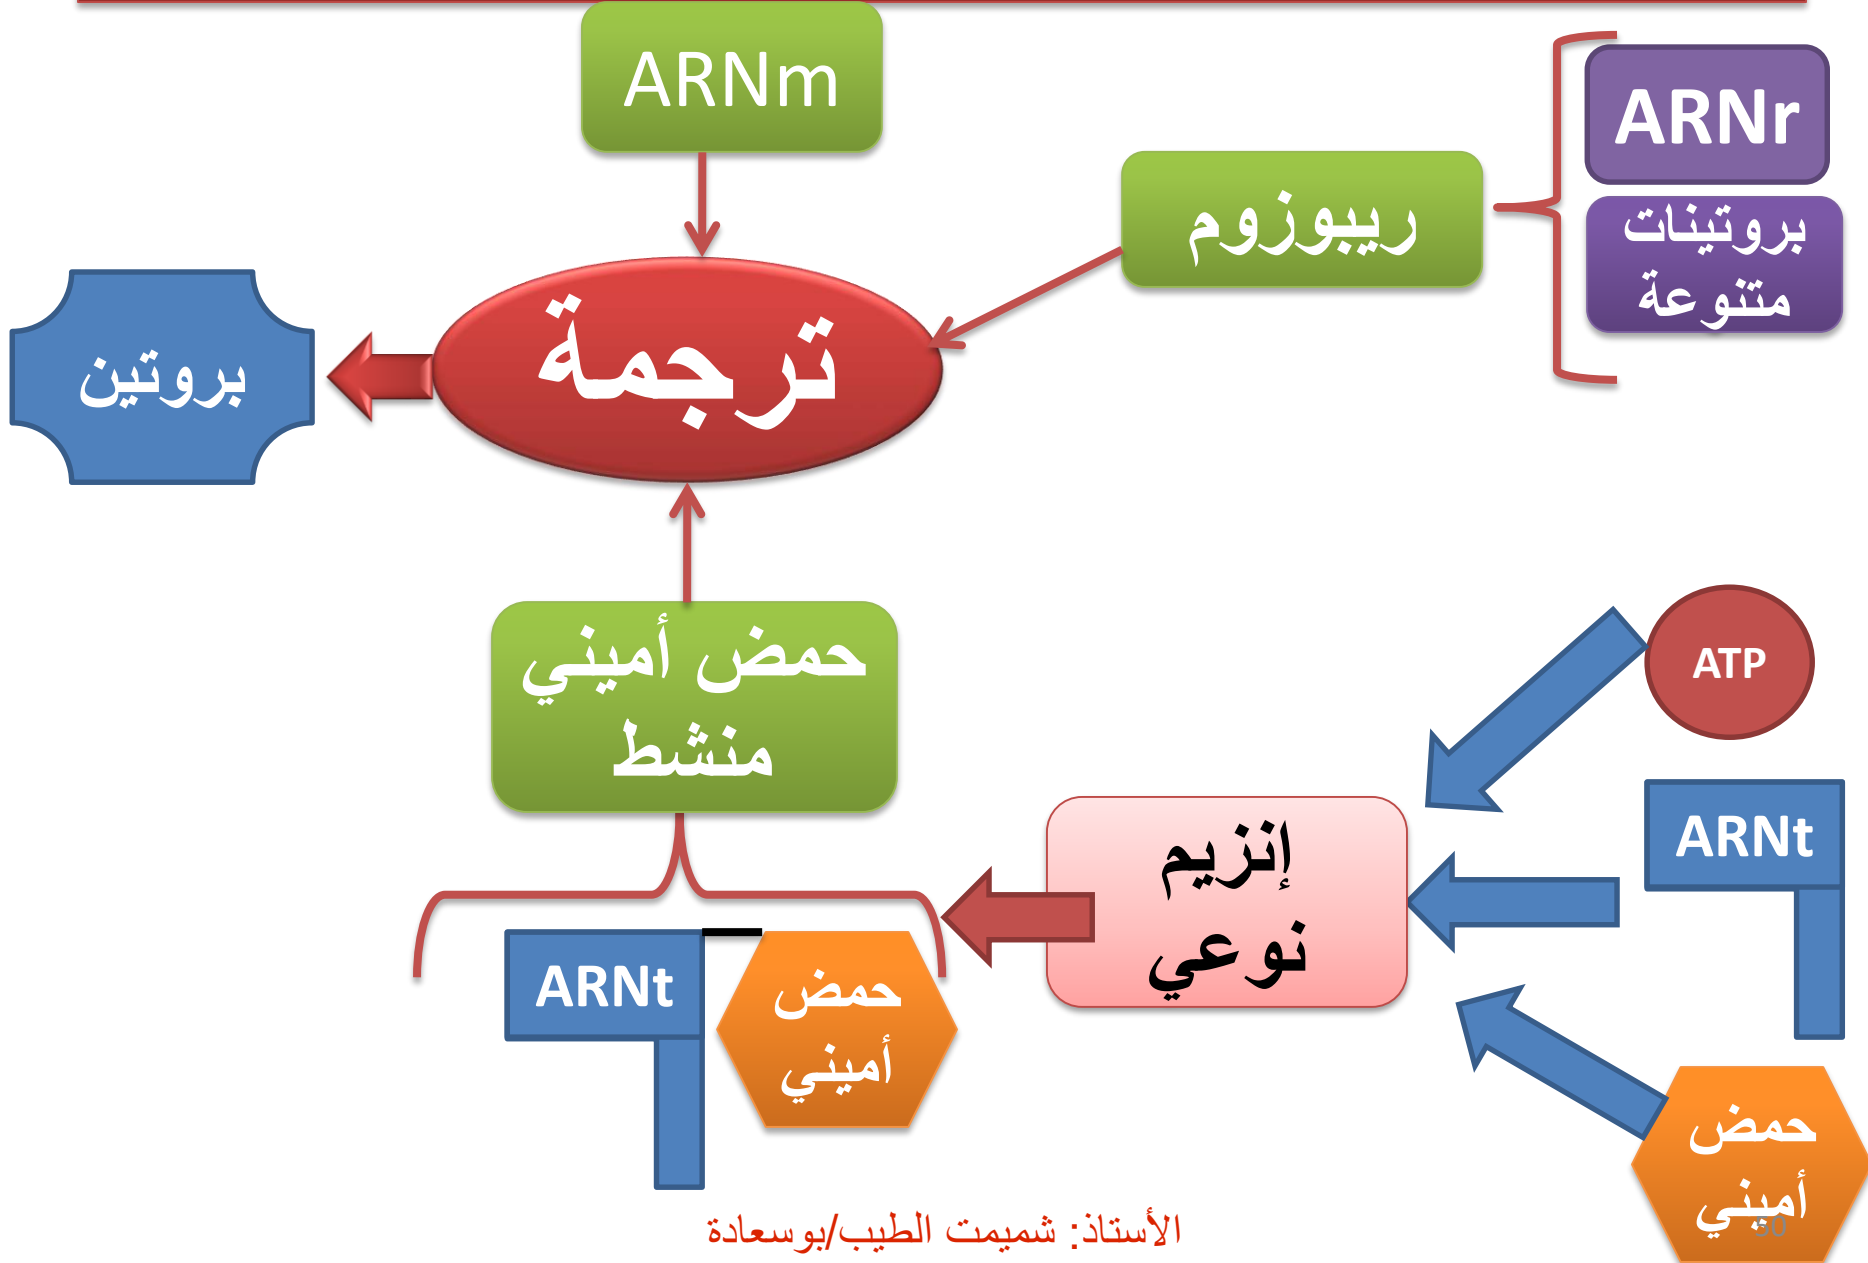 ARNm
ARNr
ريبوزوم
بروتينات
متنوعة
ترجمة
بروتين
حمض أميني
منشط
ATP
ARNt
إنزيم
نوعي
ARNt
حمض
أميني
حمض
أميني
50
الأستاذ: شميمت الطيب/بوسعادة